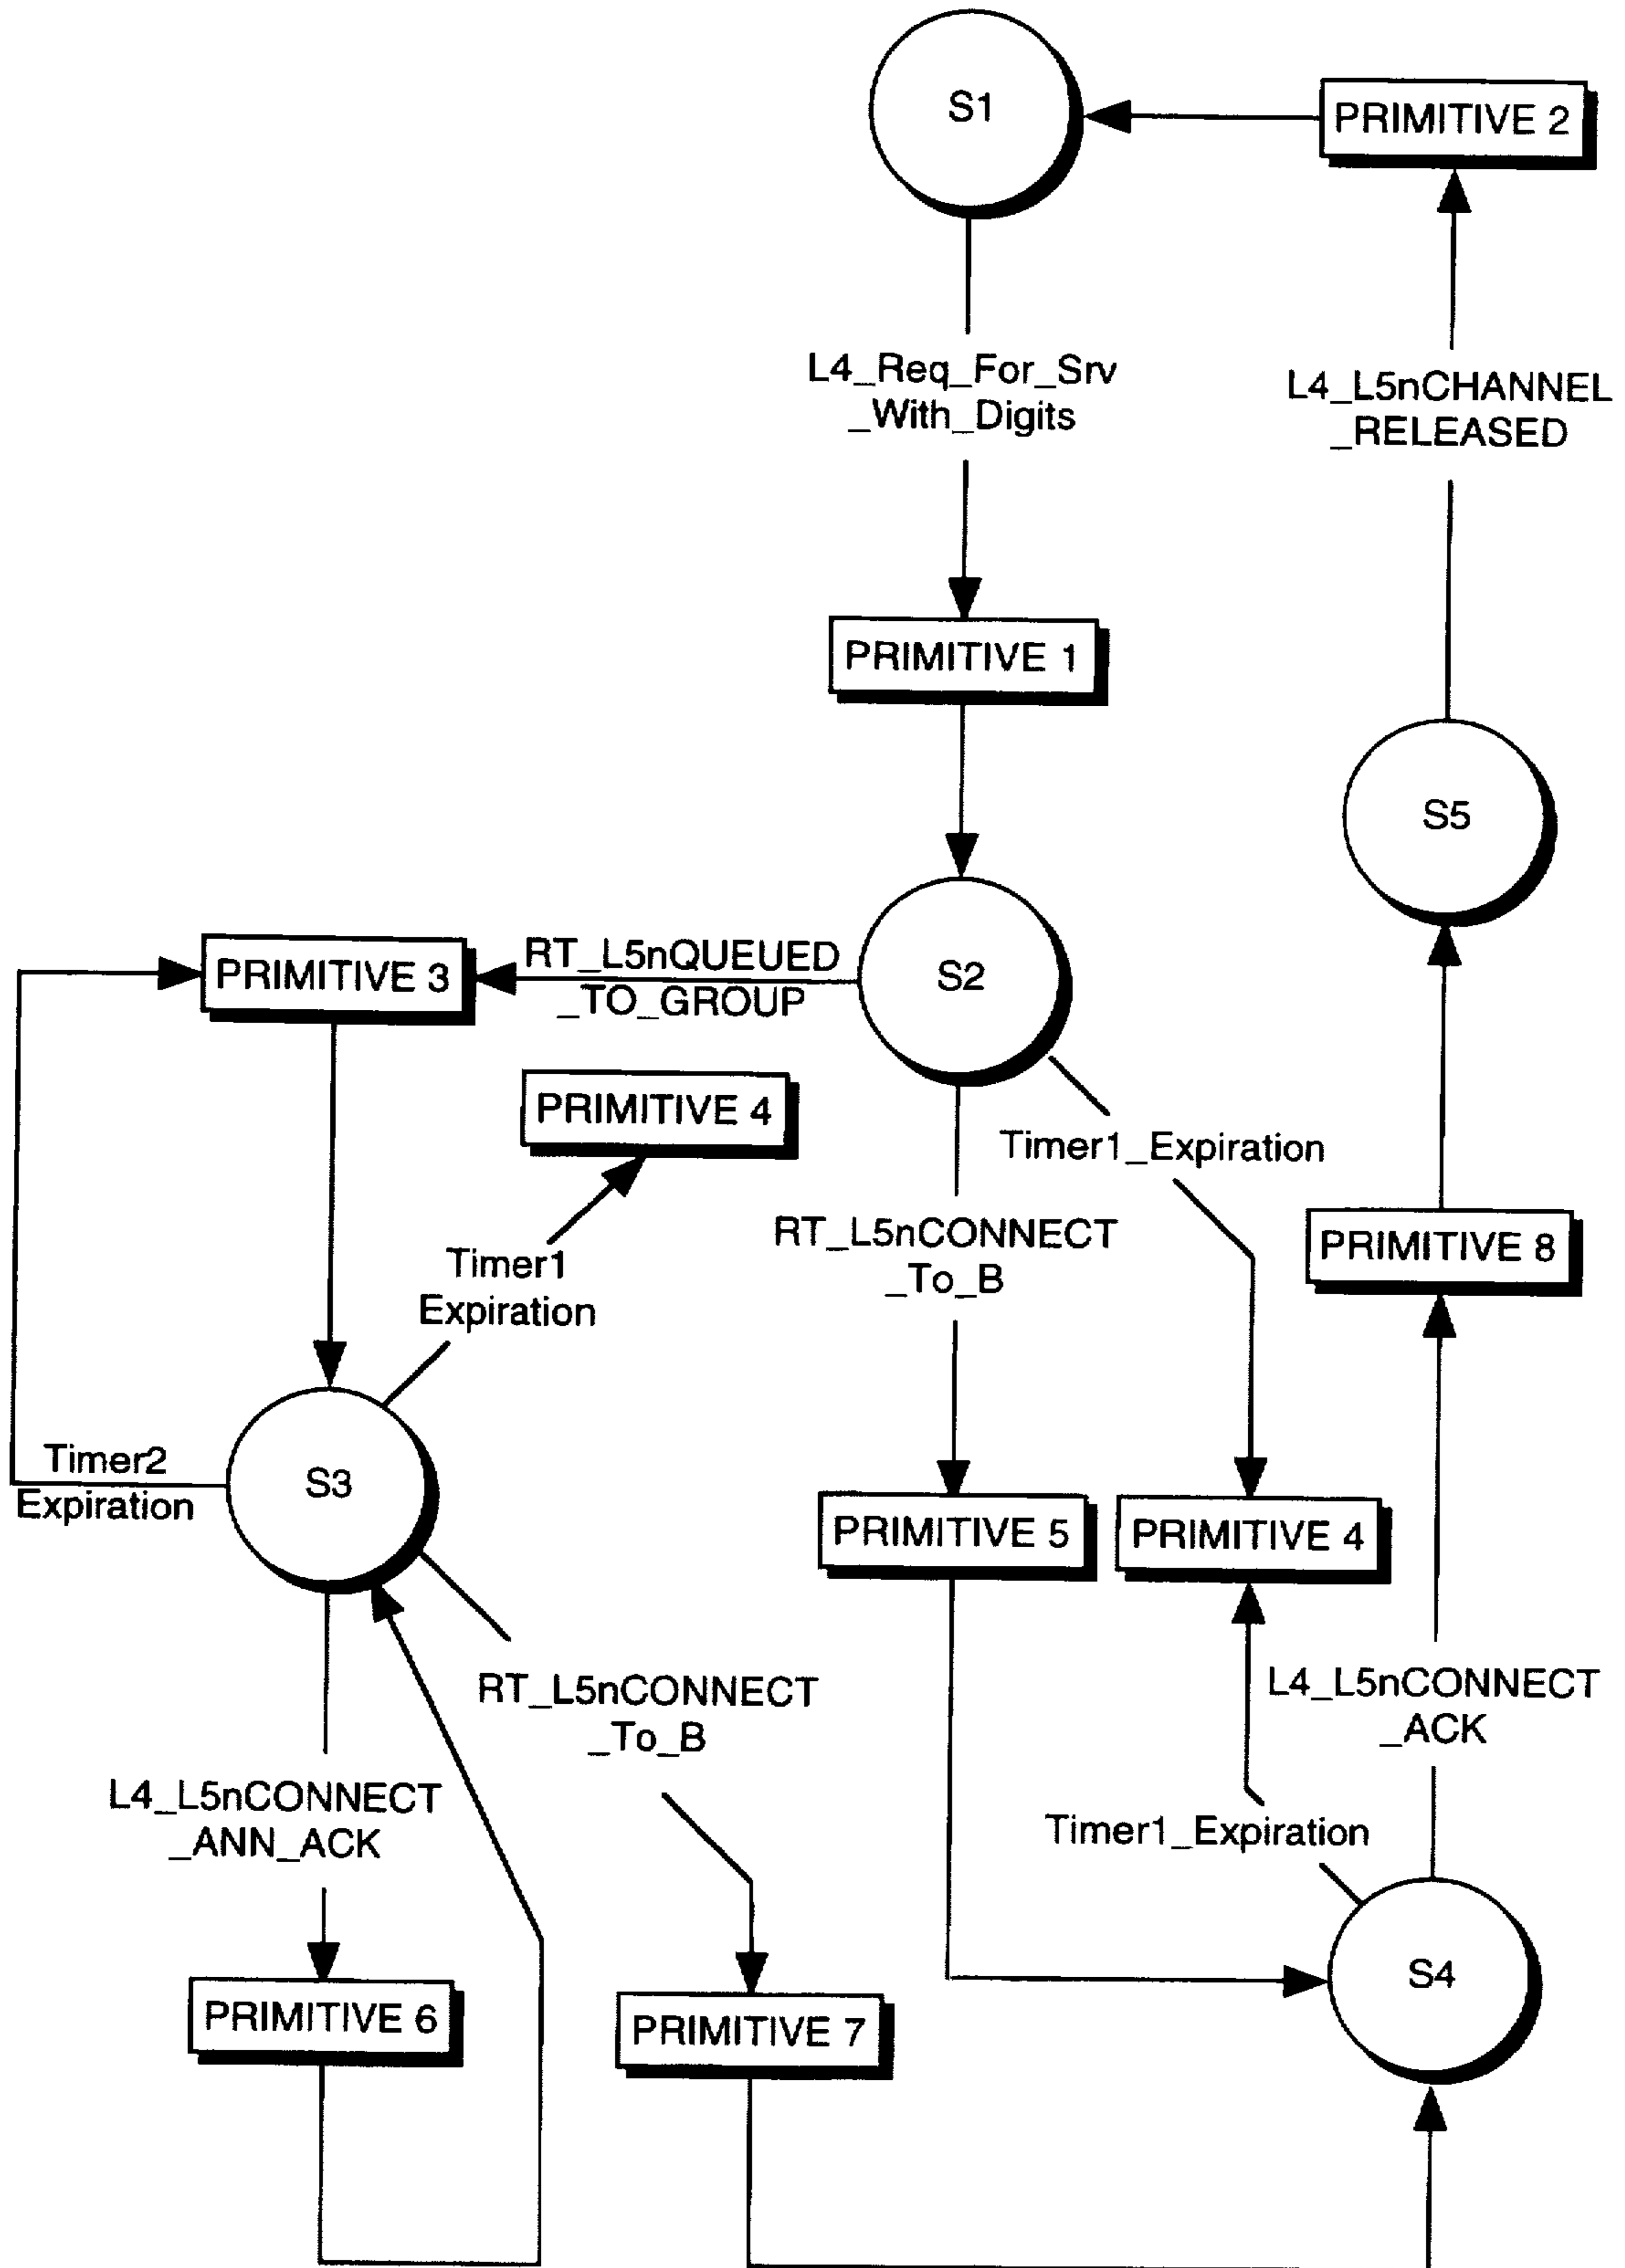 S1
PRIMITIVE 2
L4_Req_For_Srv
_With_Digits
L4_L5nCHANNEL
_RELEASED
PRIMITIVE 1
S5
PRIMITIVE 3
RT_L5nQUEUED
_TO_GROUP
S2
PRIMITIVE 4
Timer1_Expiration
RT_L5nCONNECT
_To_B
PRIMITIVE 8
Timer1
Expiration
Timer2
Expiration
S3
PRIMITIVE 5
PRIMITIVE 4
RT_L5nCONNECT
_To_B
L4_L5nCONNECT
_ACK
L4_L5nCONNECT
_ANN_ACK
Timer1_Expiration
S4
PRIMITIVE 6
PRIMITIVE 7